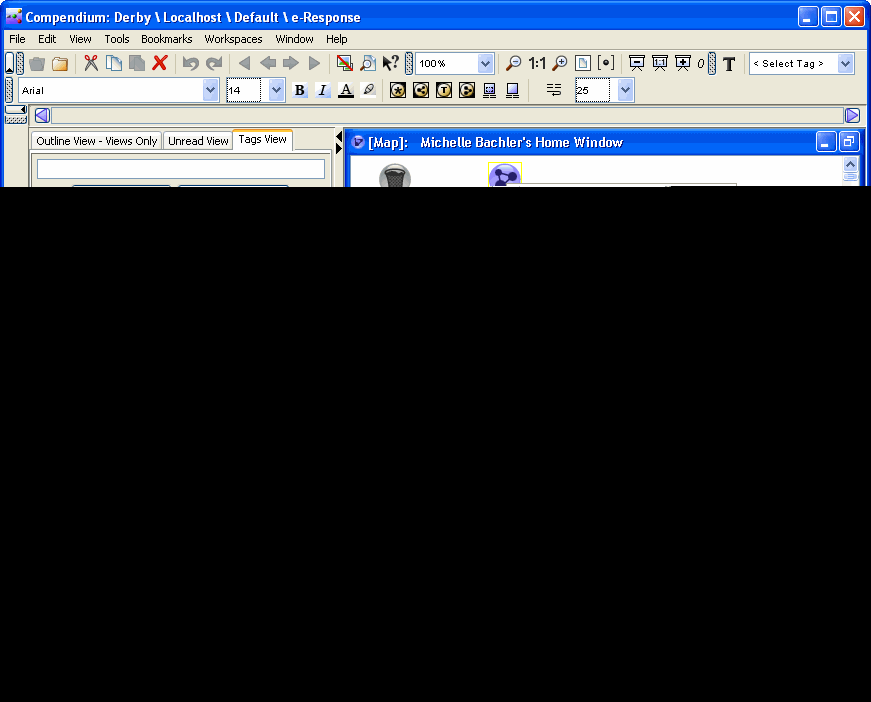 Compendium: Derby \ Localhost \ Default \ e-Response
File Edit View Tools Bookmarks Workspaces Window Help
100% 1:1 0 T < Select Tag >
Arial 14 B I A 25
Outline View - Views Only Unread View Tags View
[Map]: Michelle Bachler's Home Window